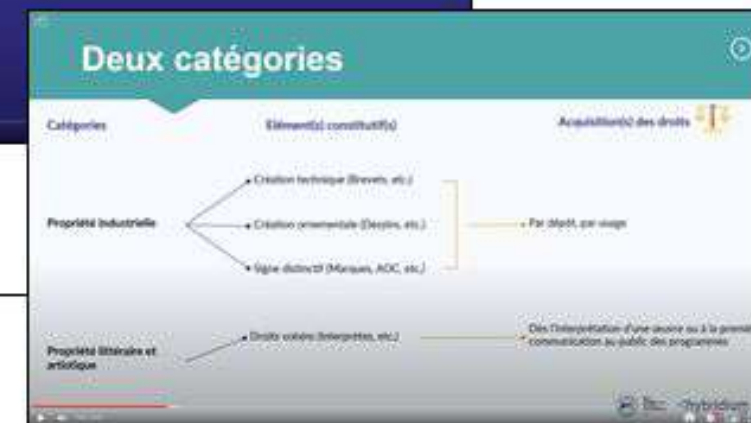 Deux catégories
Catégories
Elément(s) constitutif(s)
Acquisition(s) des droits
Création technique (Brevets, etc.)
Propriété industrielle
Création ornementale (Dessins, etc.)
Par dépôt, par usage
Signe distinctif (Marques, AOC, etc.)
Droits voisins (Interprètes, etc.)
Dès l'interprétation d'une œuvre ou à la première
communication au public des programmes
Propriété littéraire et
artistique
hybridium